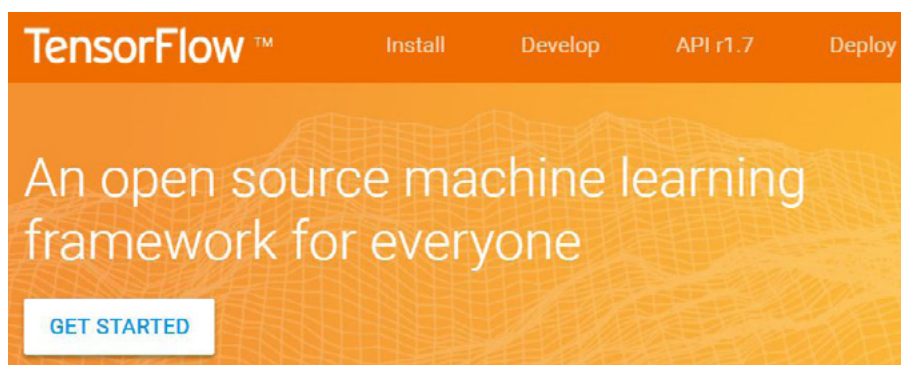 TensorFlow ™ Install Develop API r1.7 Deploy
An open source machine learning
framework for everyone
GET STARTED